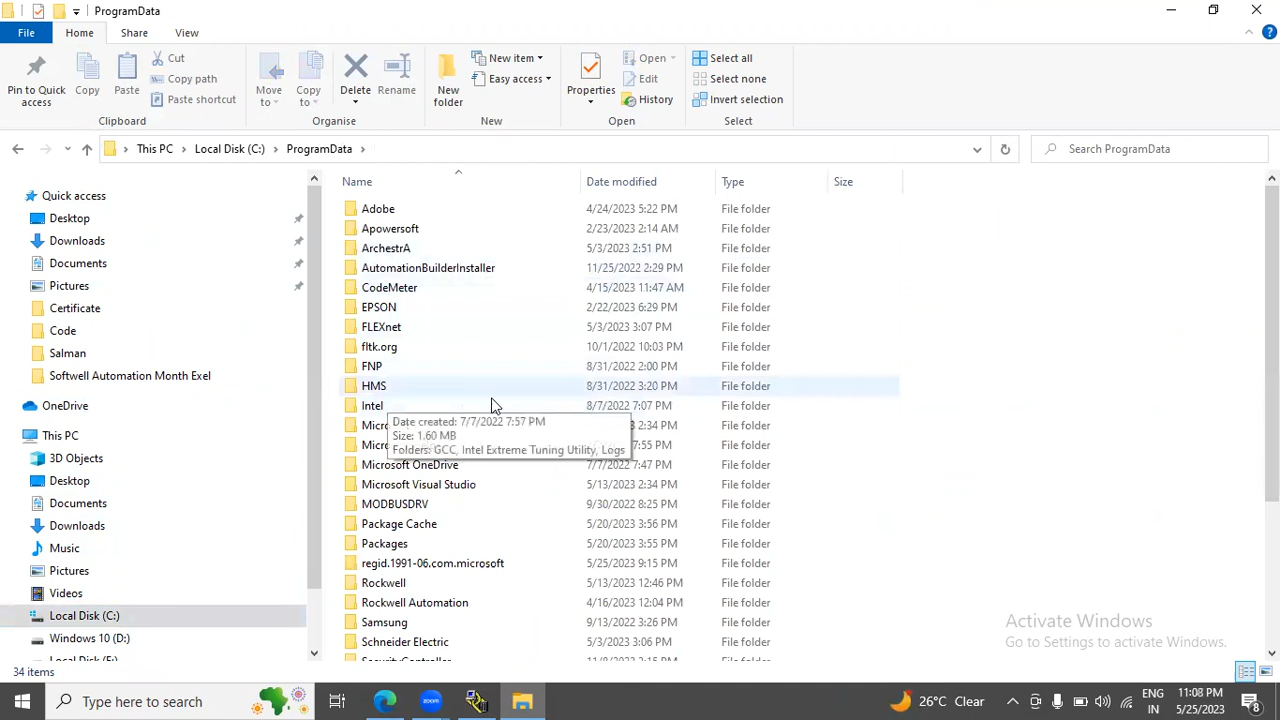 ProgramData
File
Home
Share
View
Pin to Quick access
Copy
Paste
Cut
Copy path
Paste shortcut
Clipboard
Move to
Copy to
Delete
Rename
Organise
New folder
New item
Easy access
New
Properties
Open
Edit
History
Open
Select all
Select none
Invert selection
Select
This PC > Local Disk (C:) > ProgramData >
Search ProgramData
Name Date modified Type Size
Quick access
Desktop
Downloads
Documents
Pictures
Certificate
Code
Salman
Softwell Automation Month Exel
OneDrive
This PC
3D Objects
Desktop
Documents
Downloads
Music
Pictures
Videos
Local Disk (C:)
Windows 10 (D:)
Adobe 4/24/2023 5:22 PM File folder
Apowersoft 2/23/2023 2:14 AM File folder
ArchestrA 5/3/2023 2:51 PM File folder
AutomationBuilderInstaller 11/25/2022 2:29 PM File folder
CodeMeter 4/15/2023 11:47 AM File folder
EPSON 2/22/2023 6:29 PM File folder
FLEXnet 5/3/2023 3:07 PM File folder
fltk.org 10/1/2022 10:03 PM File folder
FNP 8/31/2022 2:00 PM File folder
HMS 8/31/2022 3:20 PM File folder
Intel 8/7/2022 7:07 PM File folder
Date created: 7/7/2022 7:57 PM
Size: 1.60 MB
Folders: GCC, Intel Extreme Tuning Utility, Logs
2:34 PM File folder
7:55 PM File folder
Microsoft OneDrive 7/7/2022 7:47 PM File folder
Microsoft Visual Studio 5/13/2023 2:34 PM File folder
MODBUSDRV 9/30/2022 8:25 PM File folder
Package Cache 5/20/2023 3:56 PM File folder
Packages 5/20/2023 3:55 PM File folder
regid.1991-06.com.microsoft 5/25/2023 9:15 PM File folder
Rockwell 5/13/2023 12:46 PM File folder
Rockwell Automation 4/16/2023 12:04 PM File folder
Samsung 9/13/2022 3:26 PM File folder
Schneider Electric 5/3/2023 3:06 PM File folder
Activate Windows
Go to Settings to activate Windows.
34 items
Type here to search
zoom
26°C Clear
ENG
IN
11:08 PM
5/25/2023
8